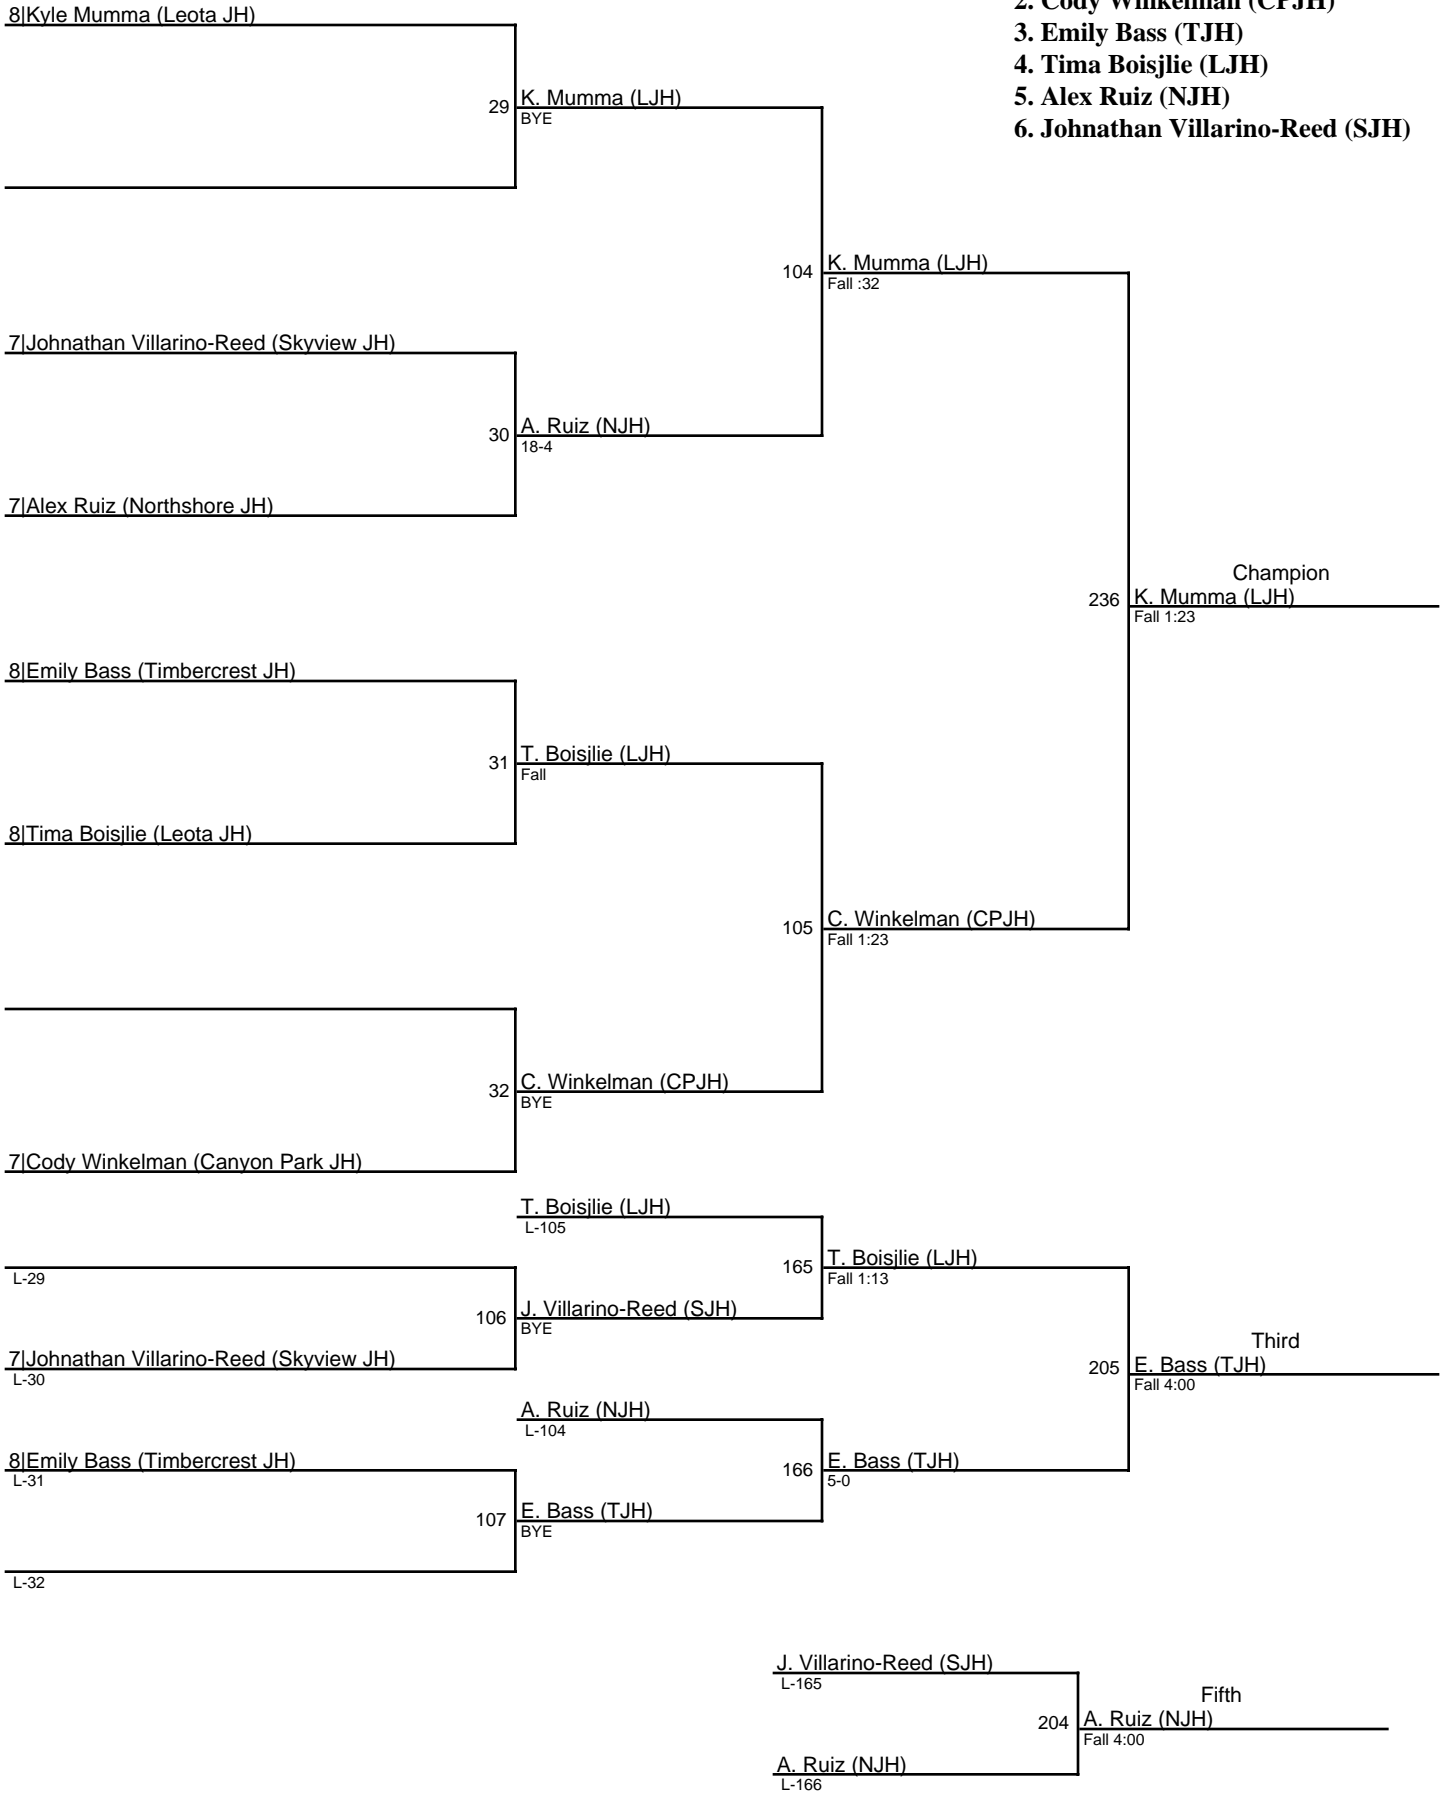 8|Kyle Mumma (Leota JH)
2. Cody Winkelman (CPJH)
3. Emily Bass (TJH)
4. Tima Boisjlie (LJH)
5. Alex Ruiz (NJH)
6. Johnathan Villarino-Reed (SJH)
29 K. Mumma (LJH)
BYE
104 K. Mumma (LJH)
Fall :32
7|Johnathan Villarino-Reed (Skyview JH)
30 A. Ruiz (NJH)
18-4
7|Alex Ruiz (Northshore JH)
Champion
236 K. Mumma (LJH)
Fall 1:23
8|Emily Bass (Timbercrest JH)
31 T. Boisjlie (LJH)
Fall
8|Tima Boisjlie (Leota JH)
105 C. Winkelman (CPJH)
Fall 1:23
32 C. Winkelman (CPJH)
BYE
7|Cody Winkelman (Canyon Park JH)
T. Boisjlie (LJH)
L-105
165 T. Boisjlie (LJH)
Fall 1:13
L-29
106 J. Villarino-Reed (SJH)
BYE
7|Johnathan Villarino-Reed (Skyview JH)
L-30
Third
205 E. Bass (TJH)
Fall 4:00
A. Ruiz (NJH)
L-104
8|Emily Bass (Timbercrest JH)
L-31
166 E. Bass (TJH)
5-0
107 E. Bass (TJH)
BYE
L-32
J. Villarino-Reed (SJH)
L-165
Fifth
204 A. Ruiz (NJH)
Fall 4:00
A. Ruiz (NJH)
L-166